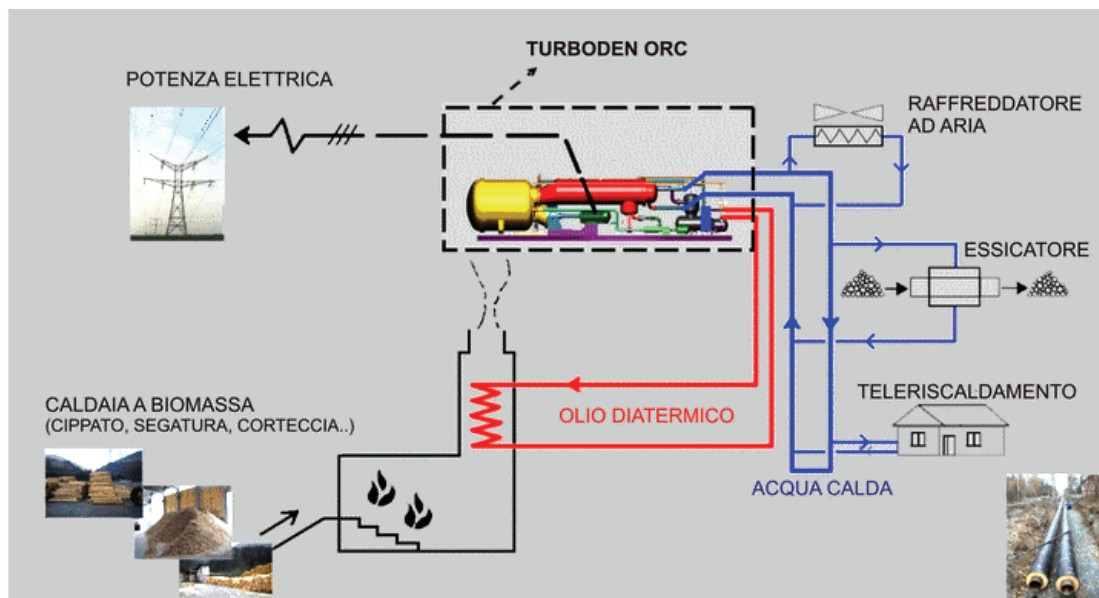 TURBODEN ORC
POTENZA ELETTRICA
RAFFREDDATORE
AD ARIA
ESSICATORE
TELERISCALDAMENTO
CALDAIA A BIOMASSA
(CIPPATO, SEGATURA, CORTECCIA..)
OLIO DIATERMICO
ACQUA CALDA